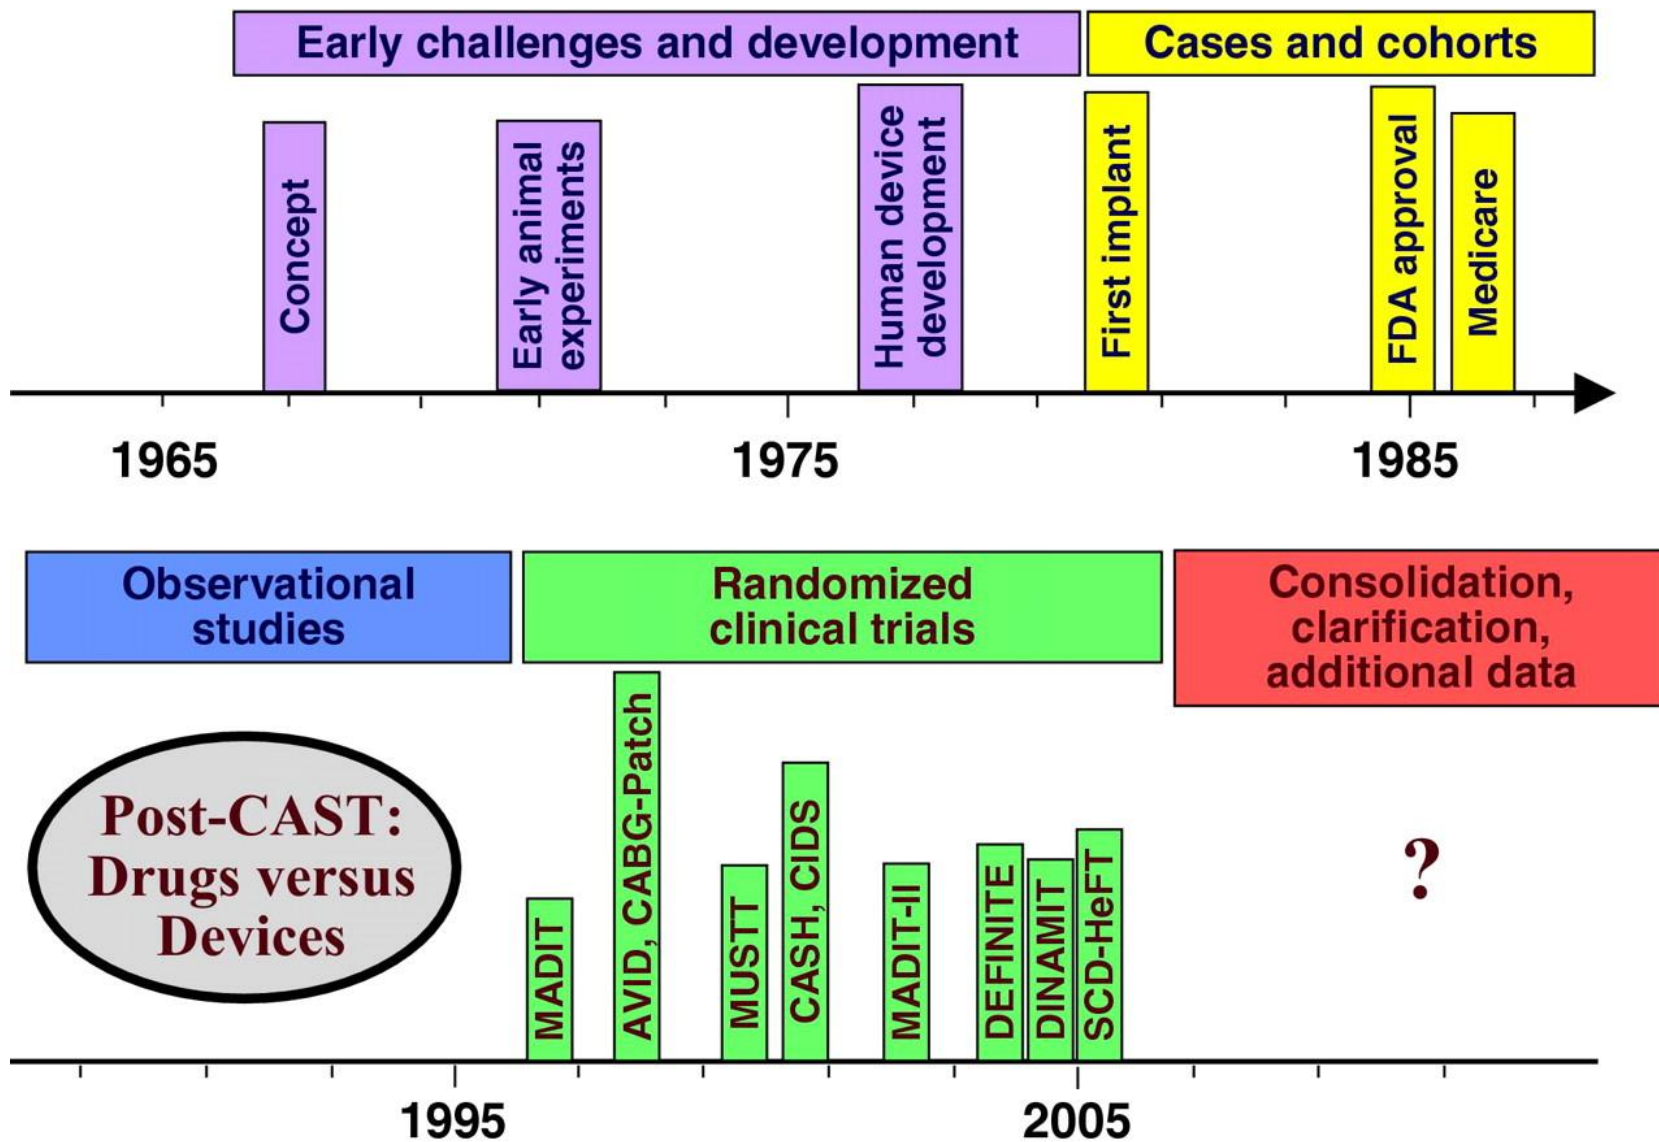 Early challenges and development
Cases and cohorts
Concept
Early animal
experiments
Human device
development
First implant
FDA approval
Medicare
1965
1975
1985
Observational
studies
Randomized
clinical trials
Consolidation,
clarification,
additional data
Post-CAST:
Drugs versus
Devices
MADIT
AVID, CABG-Patch
MUSTT
CASH, CIDS
MADIT-II
DEFINITE
DINAMIT
SCD-HeFT
?
1995
2005